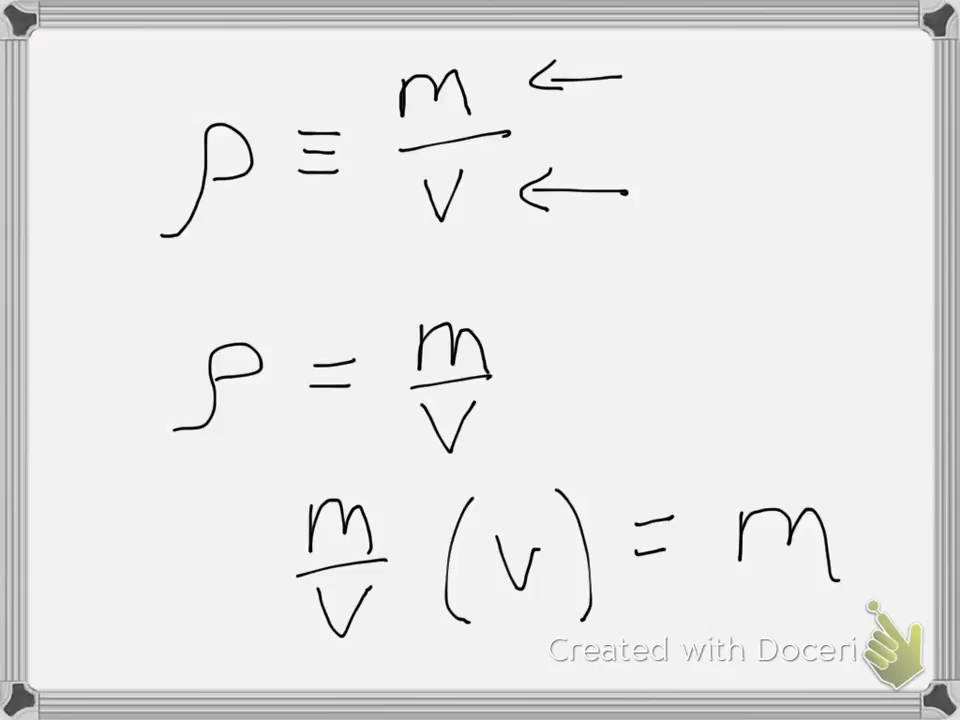 ρ ≡ m/V ← ←
ρ = m/V
m/V (V) = m
Created with Doceri